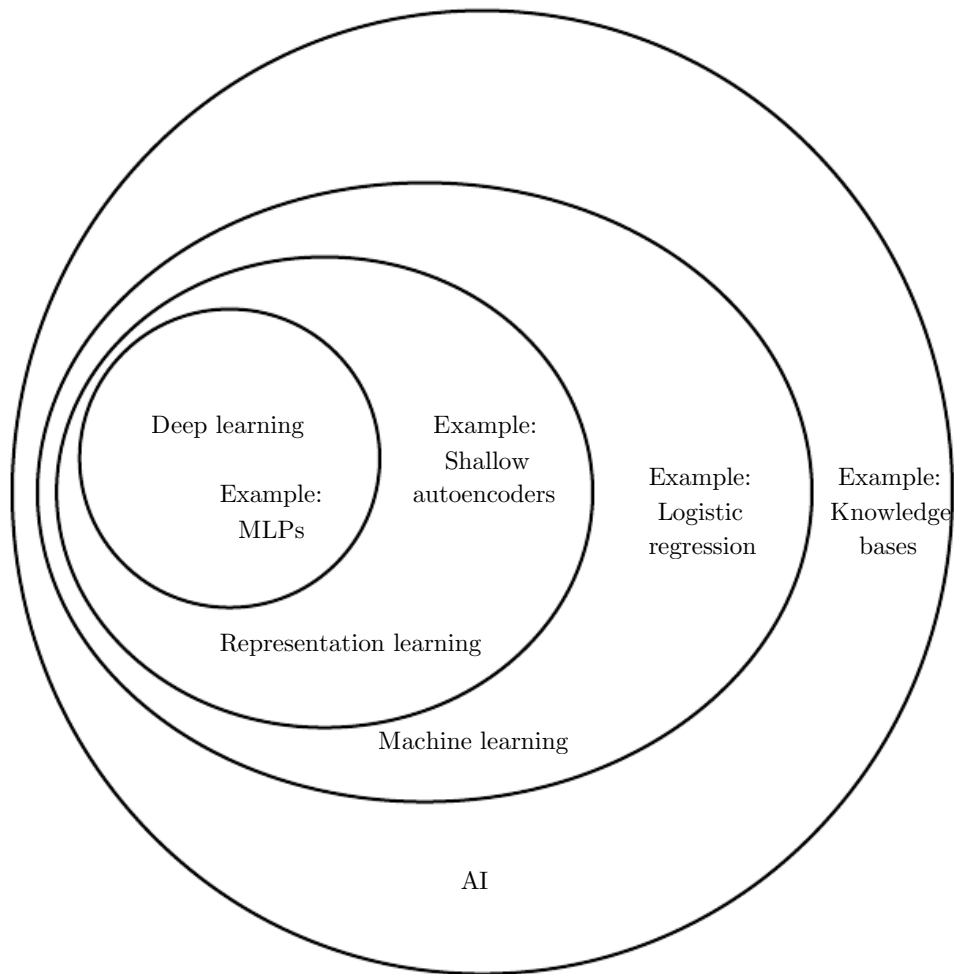 Deep learning
Example:
MLPs
Example:
Shallow
autoencoders
Example:
Logistic
regression
Example:
Knowledge
bases
Representation learning
Machine learning
AI